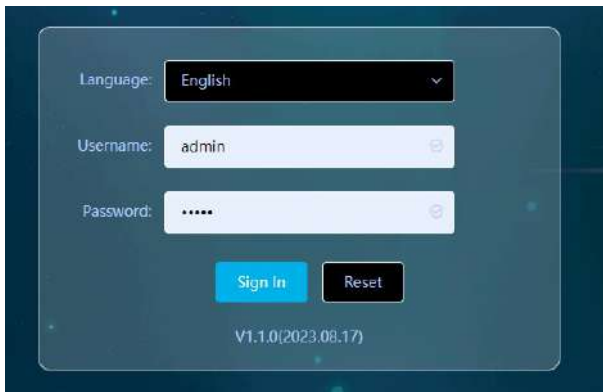 Language: English
Username: admin
Password: •••••
Sign In Reset
V1.1.0(2023.08.17)